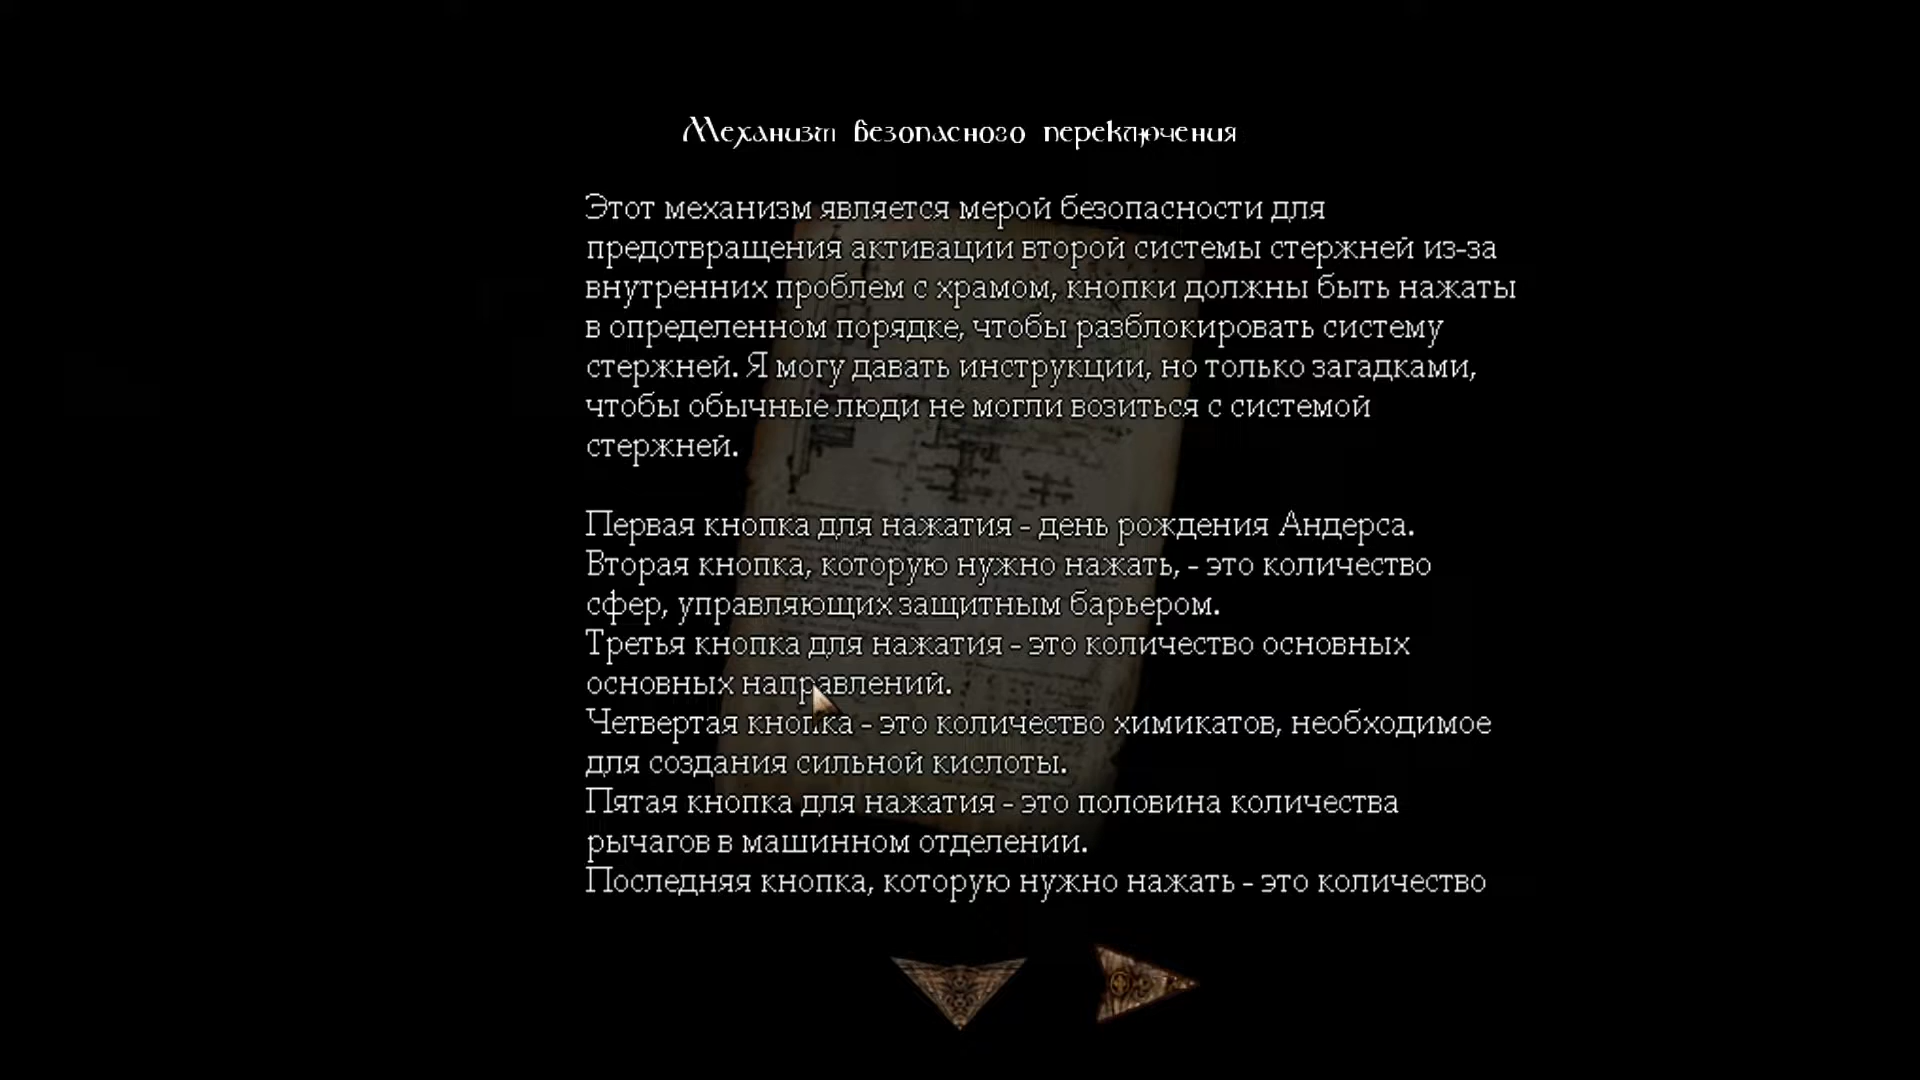 Механизм безопасного переключения
Этот механизм является мерой безопасности для
предотвращения активации второй системы стержней из-за
внутренних проблем с храмом, кнопки должны быть нажаты
в определенном порядке, чтобы разблокировать систему
стержней. Я могу давать инструкции, но только загадками,
чтобы обычные люди не могли возиться с системой
стержней.
Первая кнопка для нажатия - день рождения Андерса.
Вторая кнопка, которую нужно нажать, - это количество
сфер, управляющих защитным барьером.
Третья кнопка для нажатия - это количество основных
основных направлений.
Четвертая кнопка - это количество химикатов, необходимое
для создания сильной кислоты.
Пятая кнопка для нажатия - это половина количества
рычагов в машинном отделении.
Последняя кнопка, которую нужно нажать - это количество